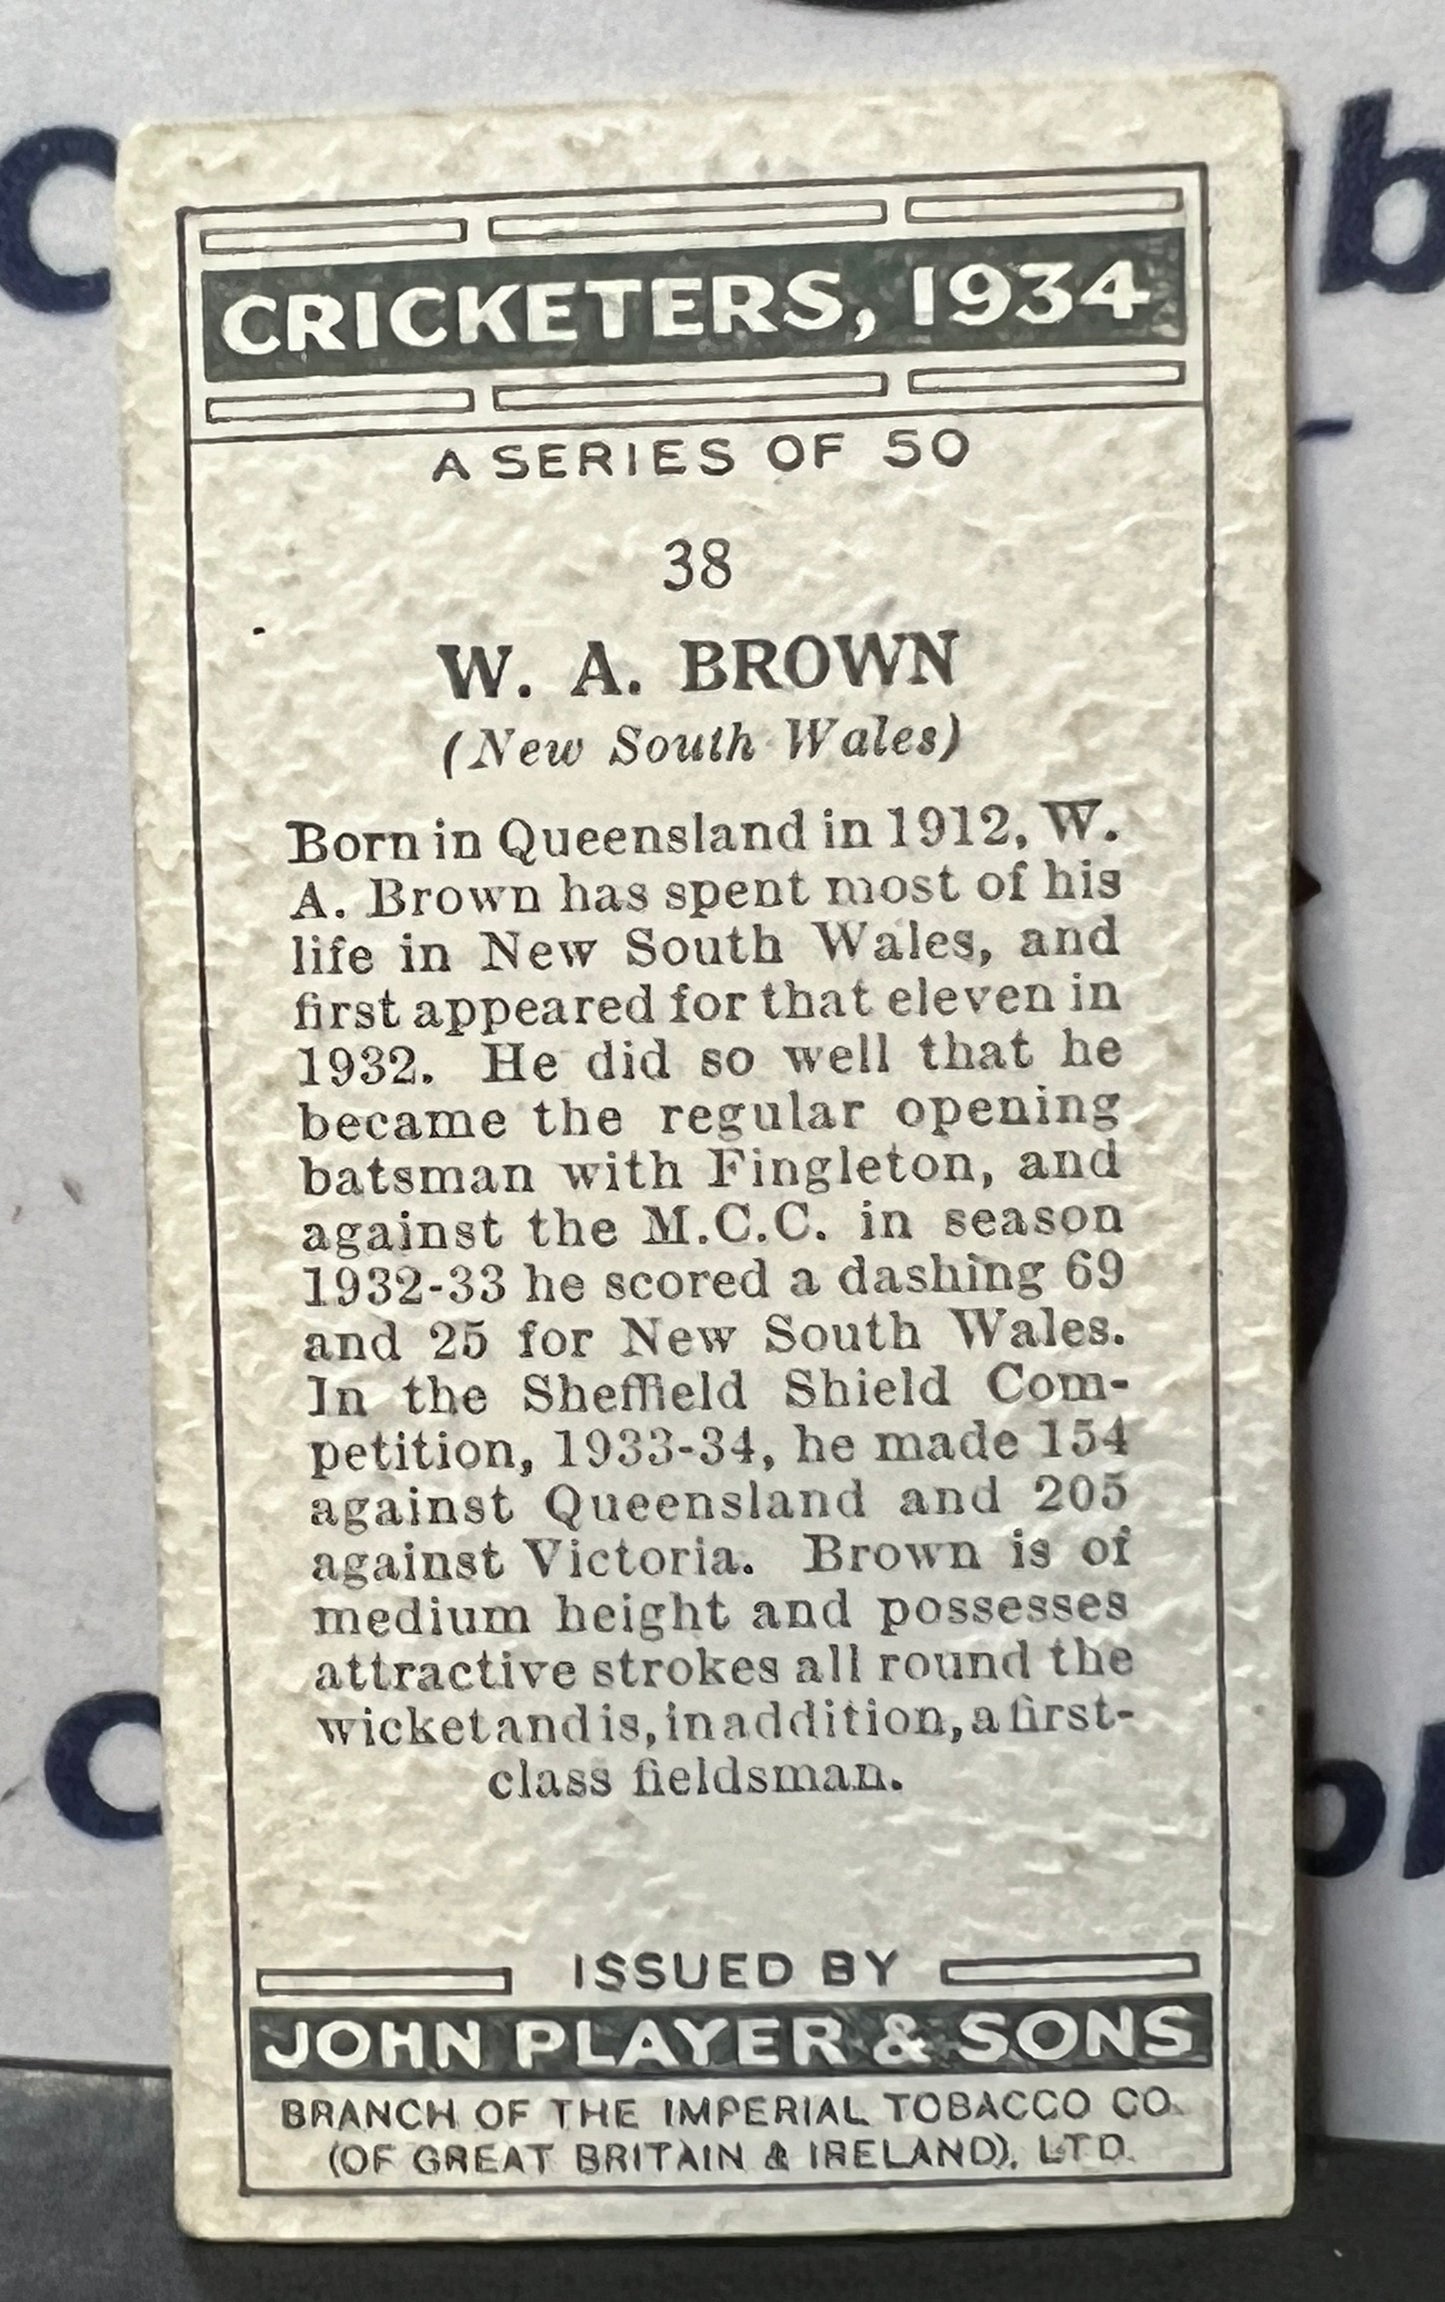 CRICKETERS, 1934
A SERIES OF 50
38
W. A. BROWN
(New South Wales)
Born in Queensland in 1912, W.
A. Brown has spent most of his
life in New South Wales, and
first appeared for that eleven in
1932. He did so well that he
became the regular opening
batsman with Fingleton, and
against the M.C.C. in season
1932-33 he scored a dashing 69
and 25 for New South Wales.
In the Sheffield Shield Com-
petition, 1933-34, he made 154
against Queensland and 205
against Victoria. Brown is of
medium height and possesses
attractive strokes all round the
wicket and is, in addition, a first-
class fieldsman.
ISSUED BY
JOHN PLAYER & SONS
BRANCH OF THE IMPERIAL TOBACCO CO.
(OF GREAT BRITAIN & IRELAND), LTD.